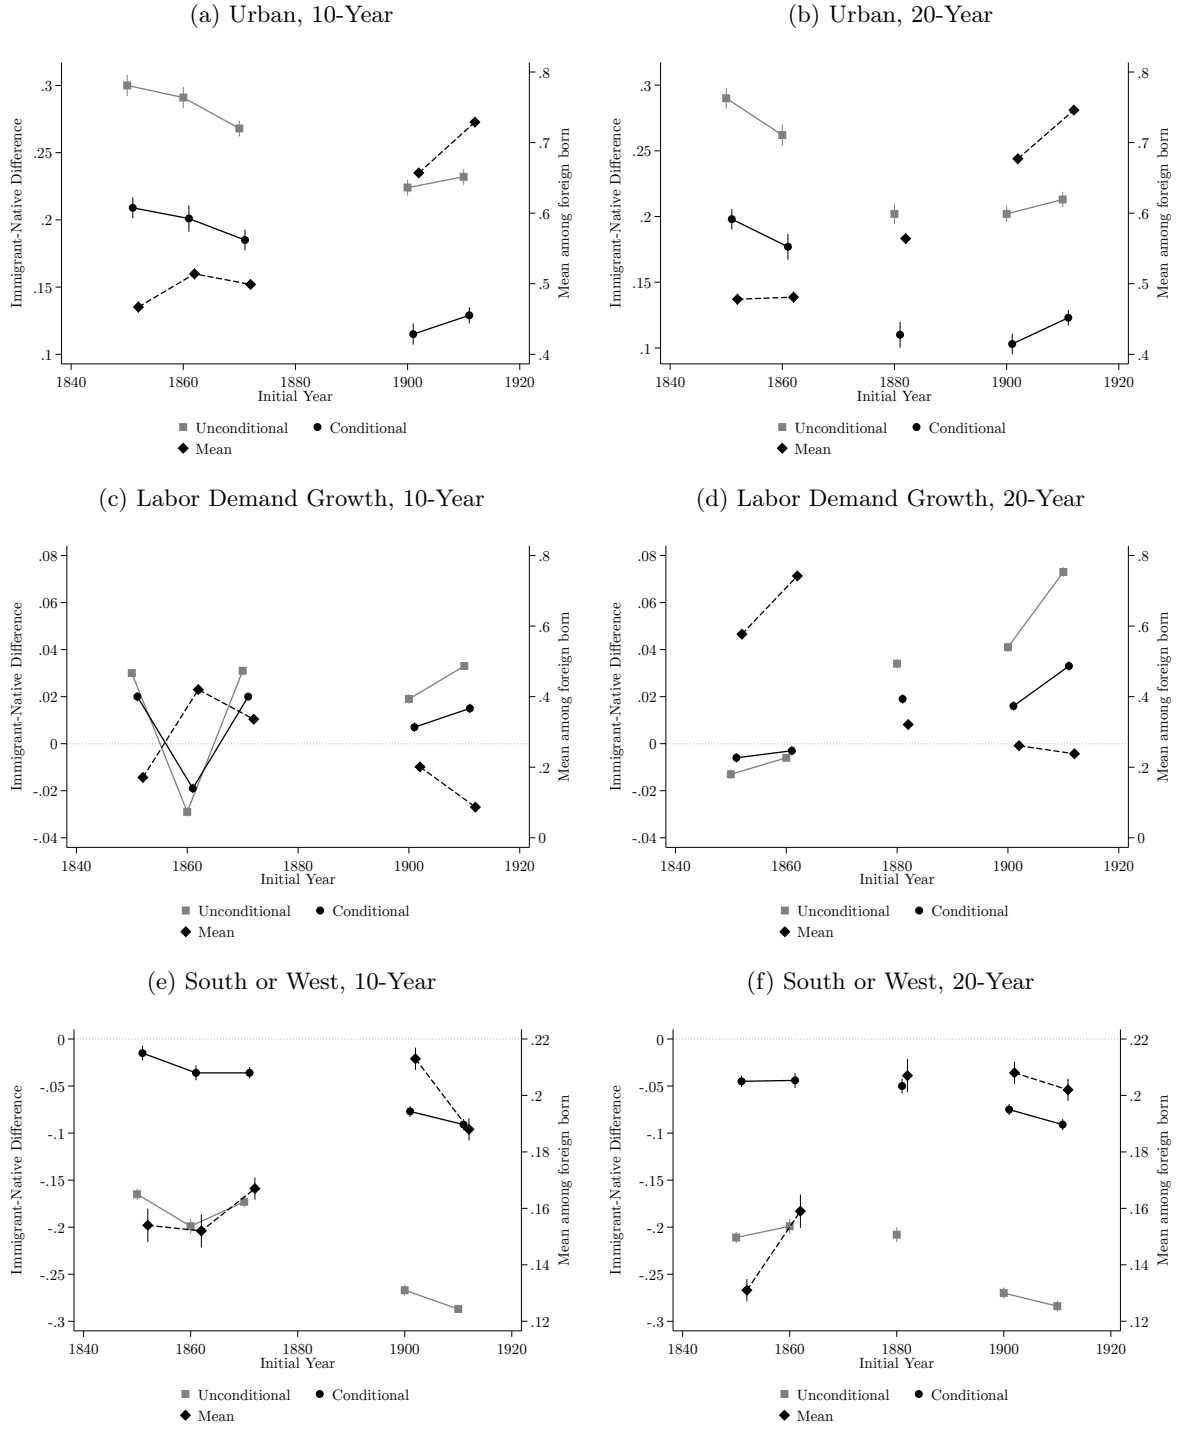 (a) Urban, 10-Year
Immigrant-Native Difference
.3
.25
.2
.15
.1
.8
.7
.6
.5
.4
Mean among foreign born
1840 1860 1880 1900 1920
Initial Year
Unconditional Conditional
Mean
(b) Urban, 20-Year
Immigrant-Native Difference
.3
.25
.2
.15
.1
.8
.7
.6
.5
.4
Mean among foreign born
1840 1860 1880 1900 1920
Initial Year
Unconditional Conditional
Mean
(c) Labor Demand Growth, 10-Year
Immigrant-Native Difference
.08
.06
.04
.02
0
-.02
-.04
.8
.6
.4
.2
0
Mean among foreign born
1840 1860 1880 1900 1920
Initial Year
Unconditional Conditional
Mean
(d) Labor Demand Growth, 20-Year
Immigrant-Native Difference
.08
.06
.04
.02
0
-.02
-.04
.8
.6
.4
.2
0
Mean among foreign born
1840 1860 1880 1900 1920
Initial Year
Unconditional Conditional
Mean
(e) South or West, 10-Year
Immigrant-Native Difference
0
-.05
-.1
-.15
-.2
-.25
-.3
.22
.2
.18
.16
.14
.12
Mean among foreign born
1840 1860 1880 1900 1920
Initial Year
Unconditional Conditional
Mean
(f) South or West, 20-Year
Immigrant-Native Difference
0
-.05
-.1
-.15
-.2
-.25
-.3
.22
.2
.18
.16
.14
.12
Mean among foreign born
1840 1860 1880 1900 1920
Initial Year
Unconditional Conditional
Mean